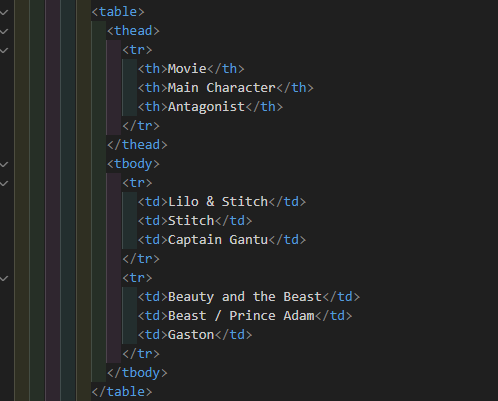 <table>
<thead>
<tr>
<th>Movie</th>
<th>Main Character</th>
<th>Antagonist</th>
</tr>
</thead>
<tbody>
<tr>
<td>Lilo & Stitch</td>
<td>Stitch</td>
<td>Captain Gantu</td>
</tr>
<tr>
<td>Beauty and the Beast</td>
<td>Beast / Prince Adam</td>
<td>Gaston</td>
</tr>
</tbody>
</table>